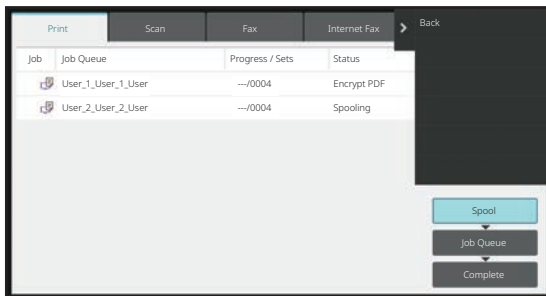 Print Scan Fax Internet Fax Back
Job Job Queue Progress / Sets Status
User_1_User_1_User ---/0004 Encrypt PDF
User_2_User_2_User ---/0004 Spooling
Spool
Job Queue
Complete